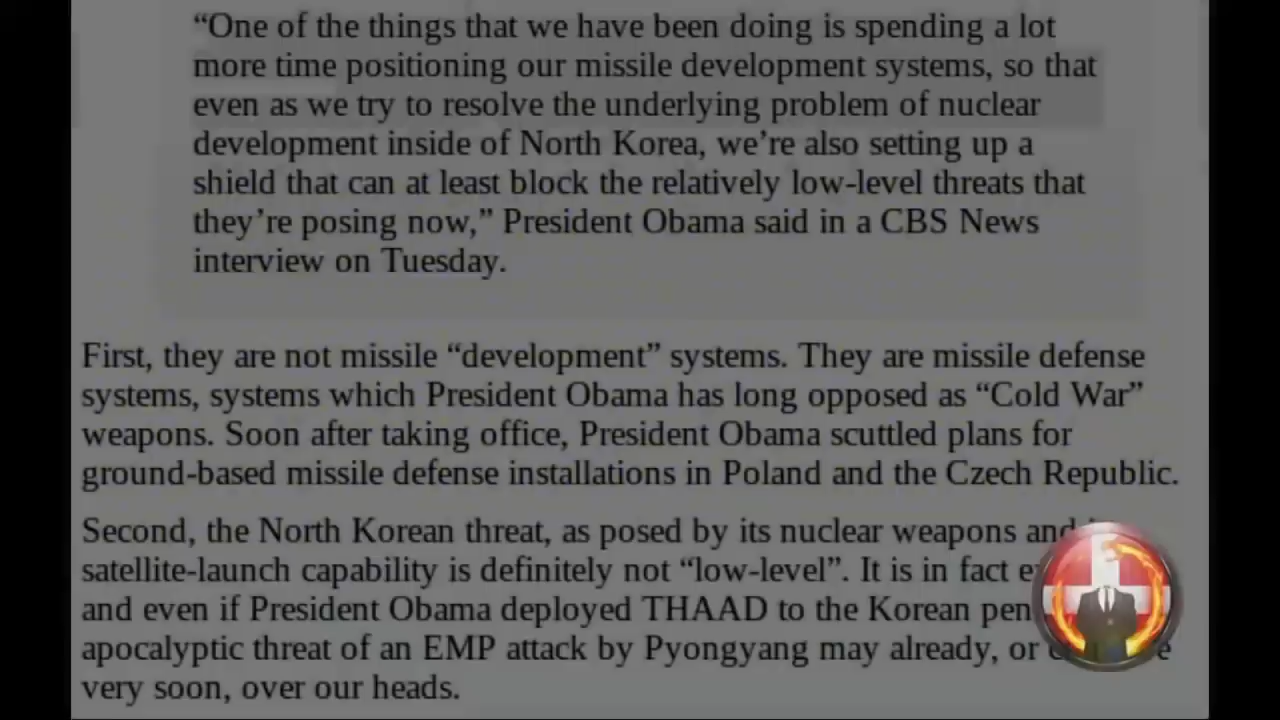 “One of the things that we have been doing is spending a lot
more time positioning our missile development systems, so that
even as we try to resolve the underlying problem of nuclear
development inside of North Korea, we’re also setting up a
shield that can at least block the relatively low-level threats that
they’re posing now,” President Obama said in a CBS News
interview on Tuesday.
First, they are not missile “development” systems. They are missile defense
systems, systems which President Obama has long opposed as “Cold War”
weapons. Soon after taking office, President Obama scuttled plans for
ground-based missile defense installations in Poland and the Czech Republic.
Second, the North Korean threat, as posed by its nuclear weapons and
satellite-launch capability is definitely not “low-level”. It is in fact
and even if President Obama deployed THAAD to the Korean
apocalyptic threat of an EMP attack by Pyongyang may already, or
very soon, over our heads.